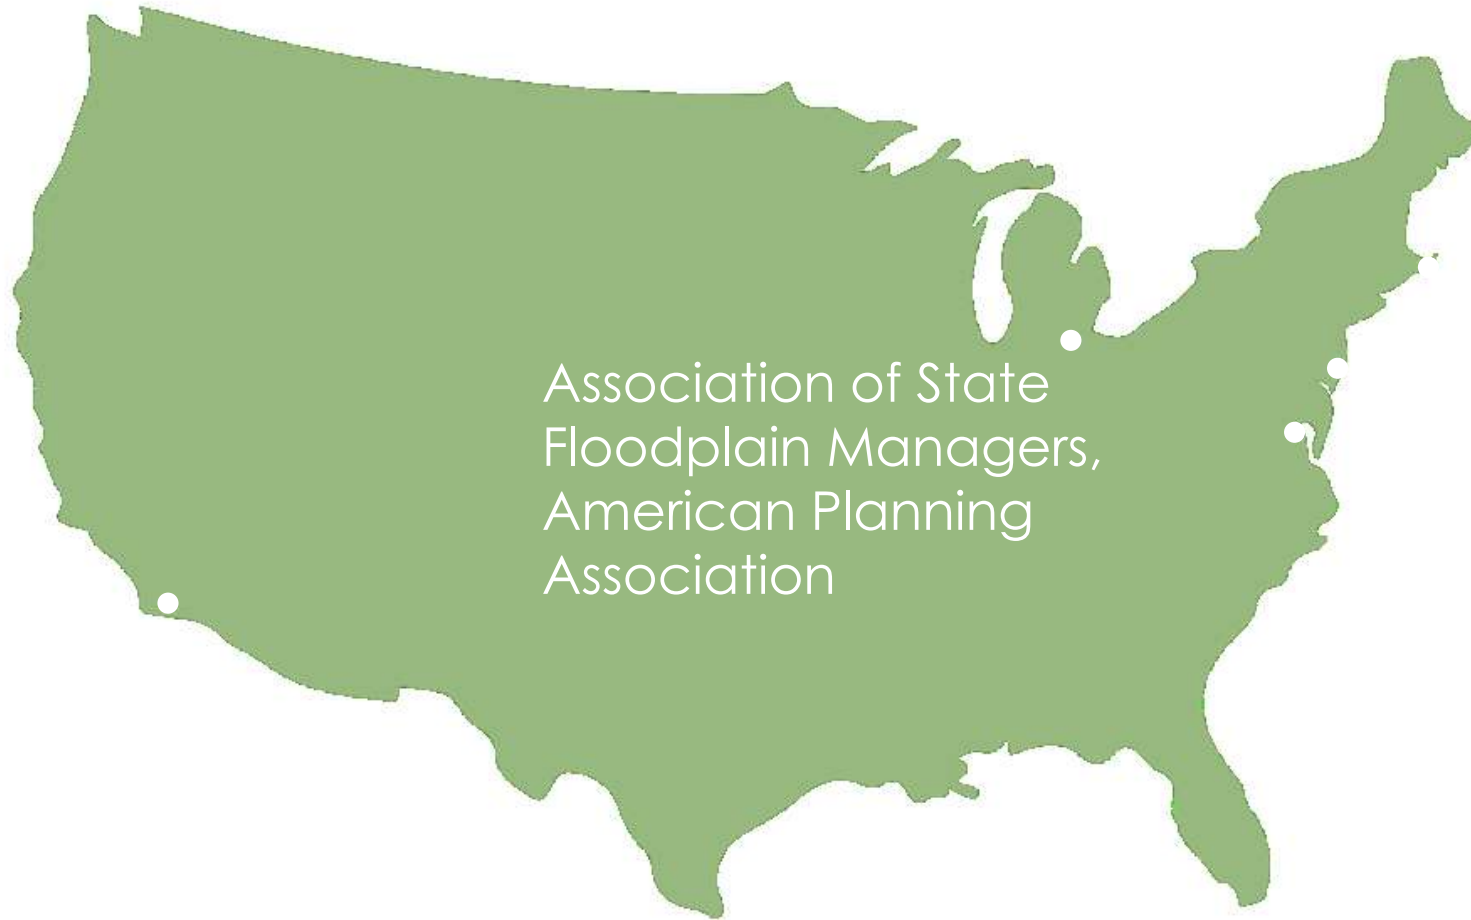 Association of State
Floodplain Managers,
American Planning
Association